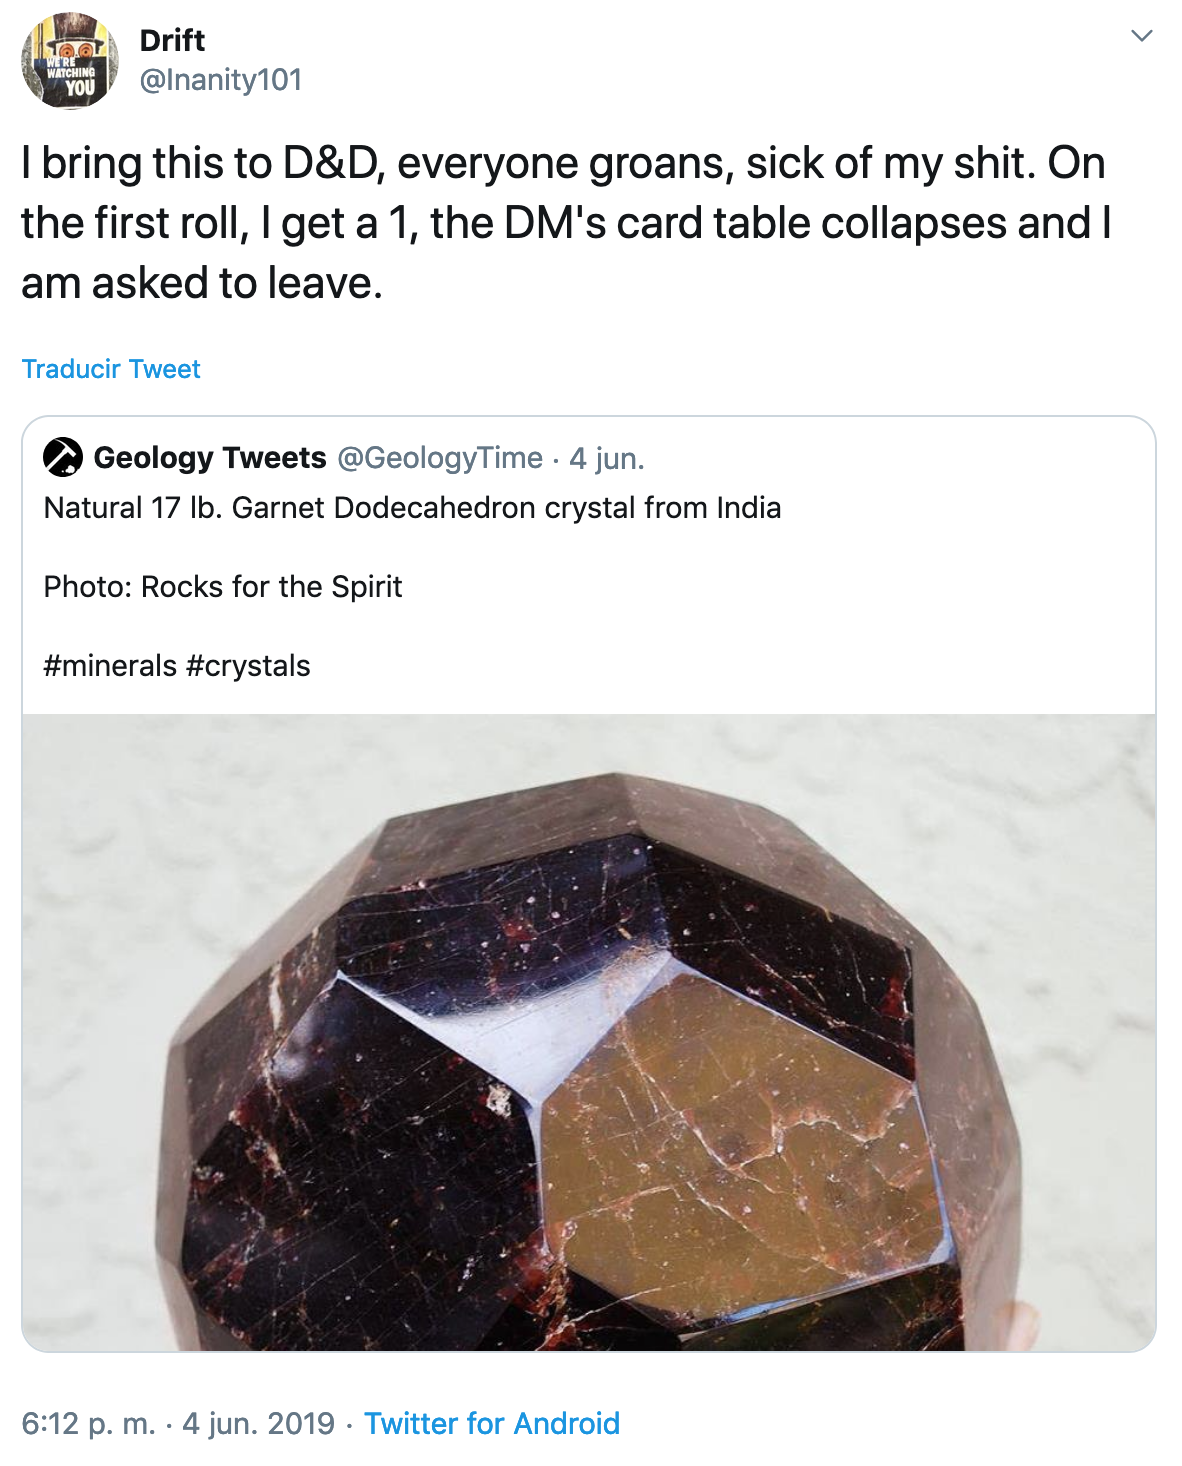 WE'RE
WATCHING
YOU
Drift
@Inanity101
I bring this to D&D, everyone groans, sick of my shit. On
the first roll, I get a 1, the DM's card table collapses and I
am asked to leave.
Traducir Tweet
Geology Tweets @GeologyTime · 4 jun.
Natural 17 lb. Garnet Dodecahedron crystal from India
Photo: Rocks for the Spirit
#minerals #crystals
6:12 p. m. · 4 jun. 2019 · Twitter for Android